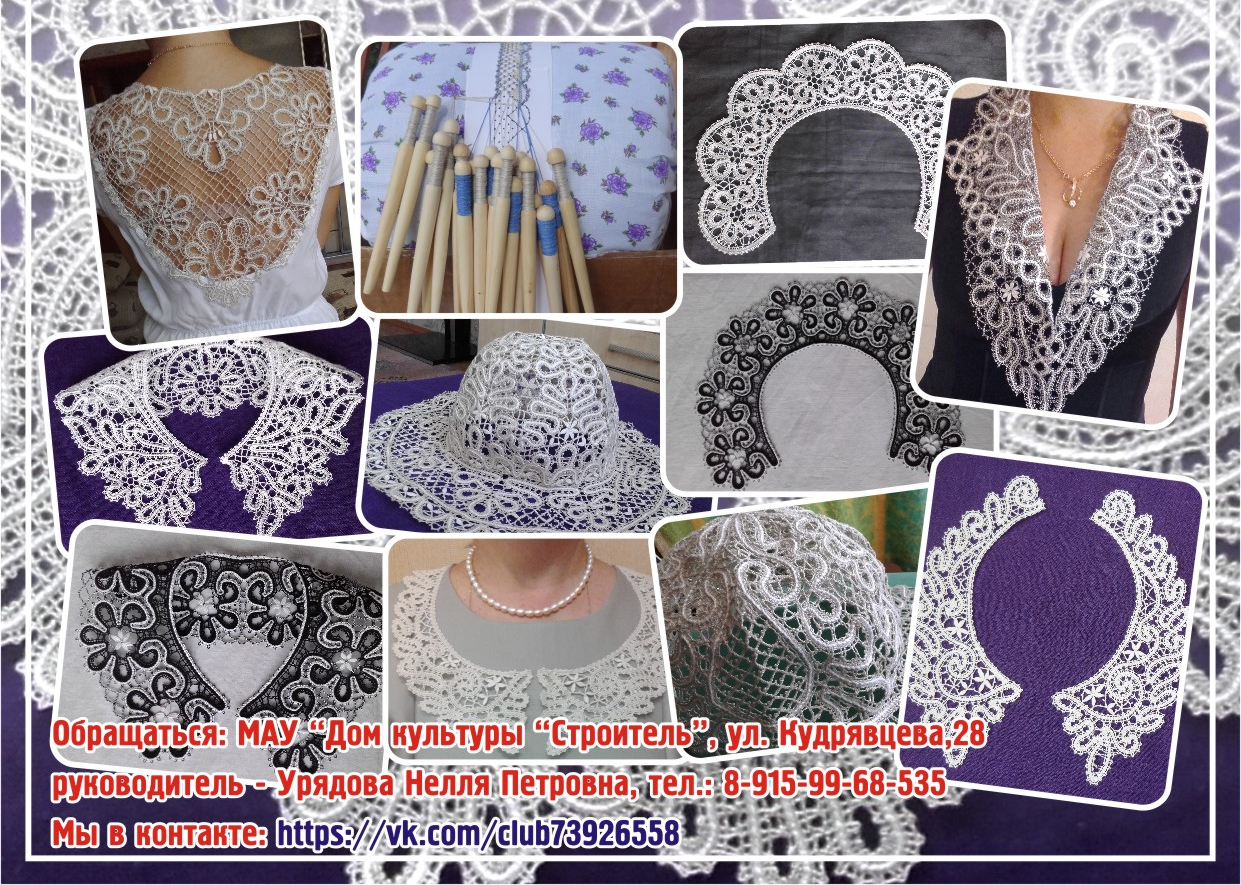 Обращаться: МАУ “Дом культуры “Строитель”, ул. Кудрявцева,28
руководитель - Урядова Нелля Петровна, тел.: 8-915-99-68-535
Мы в контакте: https://vk.com/club73926558